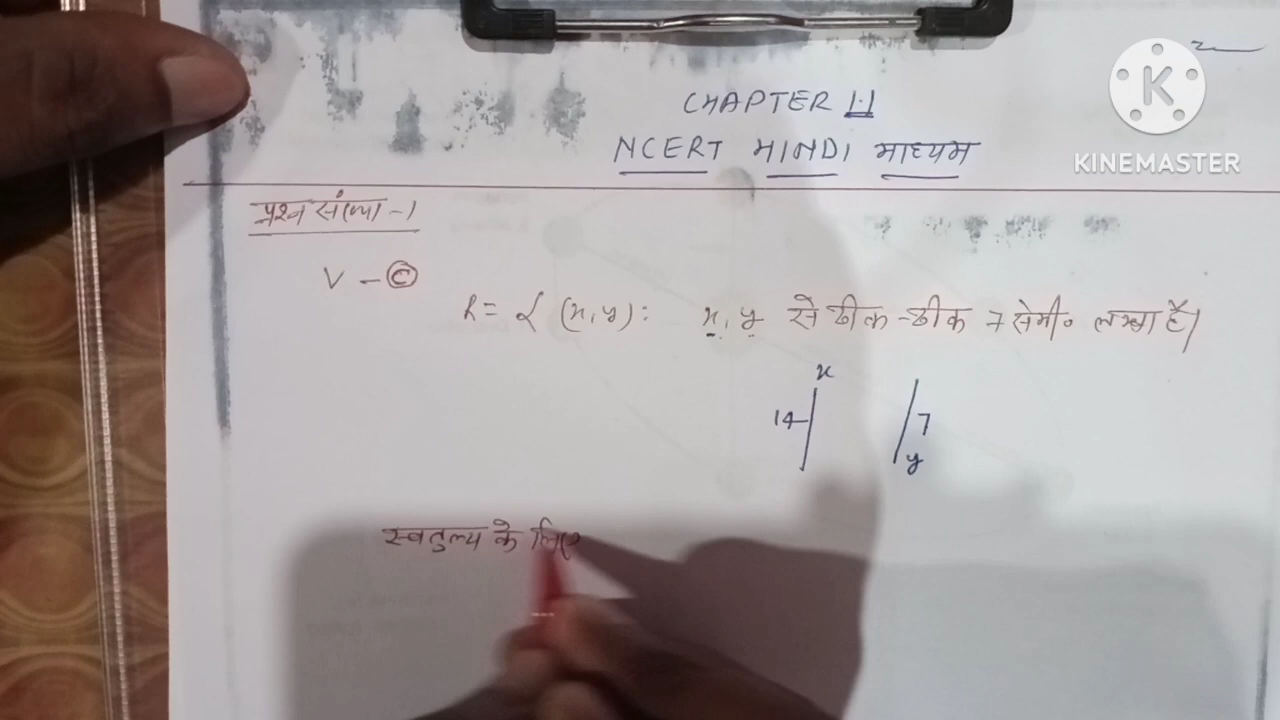 CHAPTER 1.1
NCERT HINDI माध्यम
K
KINEMASTER
प्रश्न संख्या-1
V - C
R = { (x, y): x, y से ठीक-ठीक 7 सेमी० लम्बा है।
x
14
7
y
स्वतुल्य के लिए